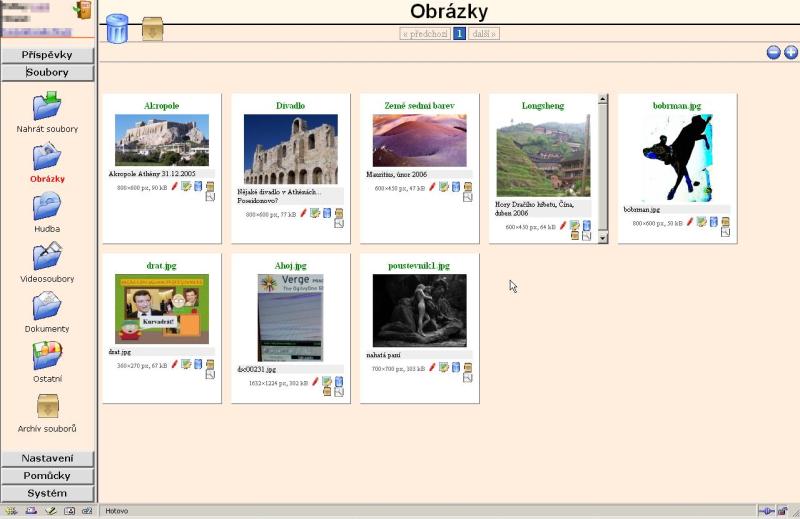 Obrázky
« předchozí 1 další »
Příspěvky
Soubory
Nahrát soubory
Obrázky
Hudba
Videosoubory
Dokumenty
Ostatní
Archív souborů
Nastavení
Pomůcky
Systém
Akropole
Akropole Athény 31.12.2005
800×600 px, 90 kB
Divadlo
Nějaké divadlo v Athénách...
Poseidonovo?
800×600 px, 77 kB
Země sedmi barev
Mauritius, únor 2006
600×450 px, 47 kB
Longsheng
Hory Dračího hřbetu, Čína,
duben 2006
600×450 px, 64 kB
bobrman.jpg
bobrman.jpg
800×600 px, 50 kB
drat.jpg
Kurvadrát!
drat.jpg
360×270 px, 67 kB
Ahoj.jpg
Verge
The Ogilvy
dsc00231.jpg
1632×1224 px, 302 kB
poustevnik1.jpg
nahatá paní
700×700 px, 103 kB
Hotovo